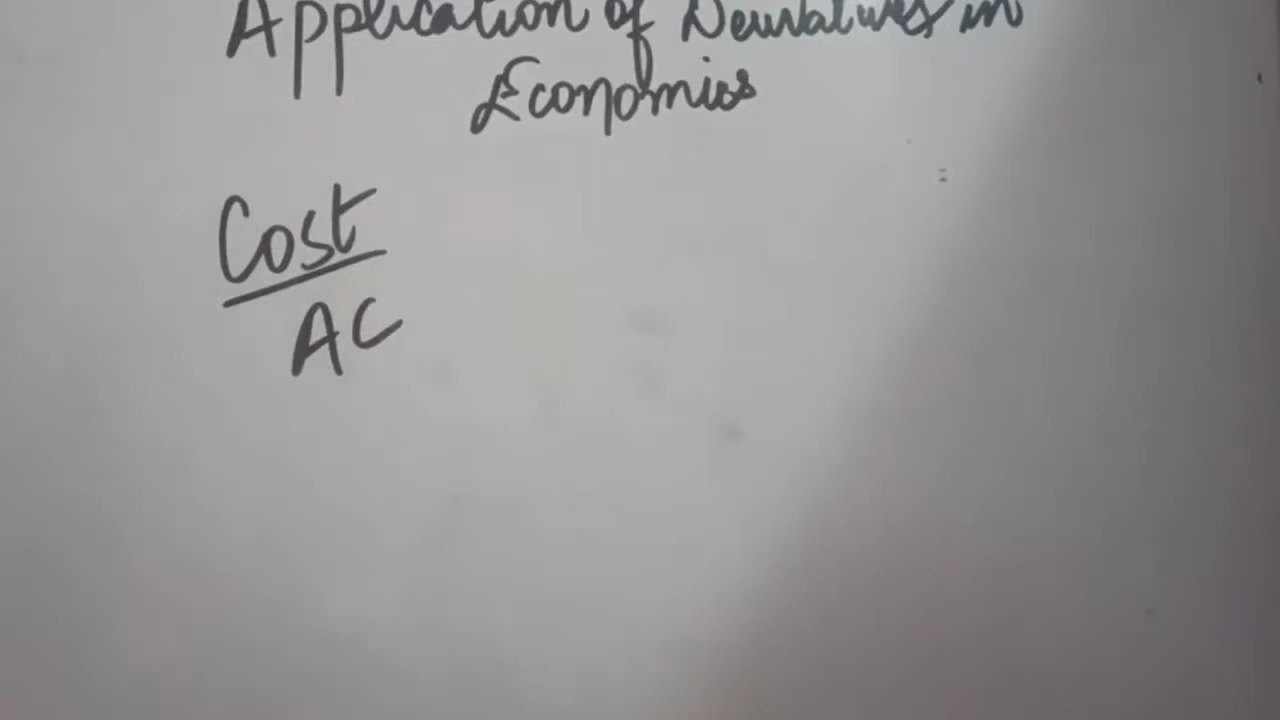 Application of Derivatives in
Economics
Cost
AC